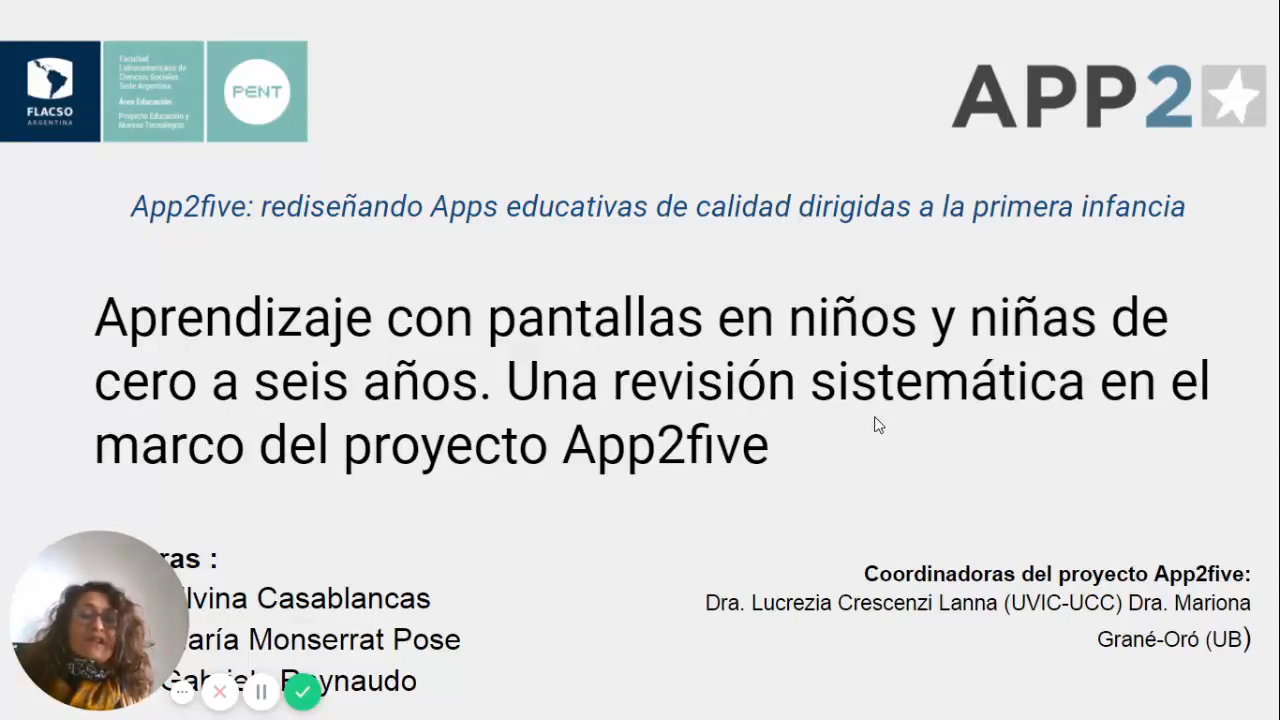 FLACSO
ARGENTINA
Facultad
Latinoamericana de
Ciencias Sociales.
Sede Argentina.
Área Educación
Proyecto Educación y
Nuevas Tecnologías
PENT
APP2
App2five: rediseñando Apps educativas de calidad dirigidas a la primera infancia
Aprendizaje con pantallas en niños y niñas de
cero a seis años. Una revisión sistemática en el
marco del proyecto App2five
ras :
lvina Casablancas
aría Monserrat Pose
ynaudo
Coordinadoras del proyecto App2five:
Dra. Lucrezia Crescenzi Lanna (UVIC-UCC) Dra. Mariona
Grané-Oró (UB)